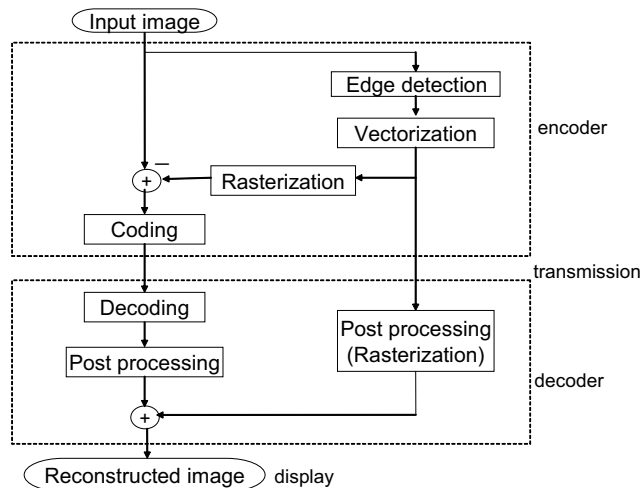 Input image
Edge detection
encoder
Vectorization
−
+
Rasterization
Coding
transmission
Decoding
Post processing
(Rasterization)
Post processing
decoder
+
Reconstructed image
display